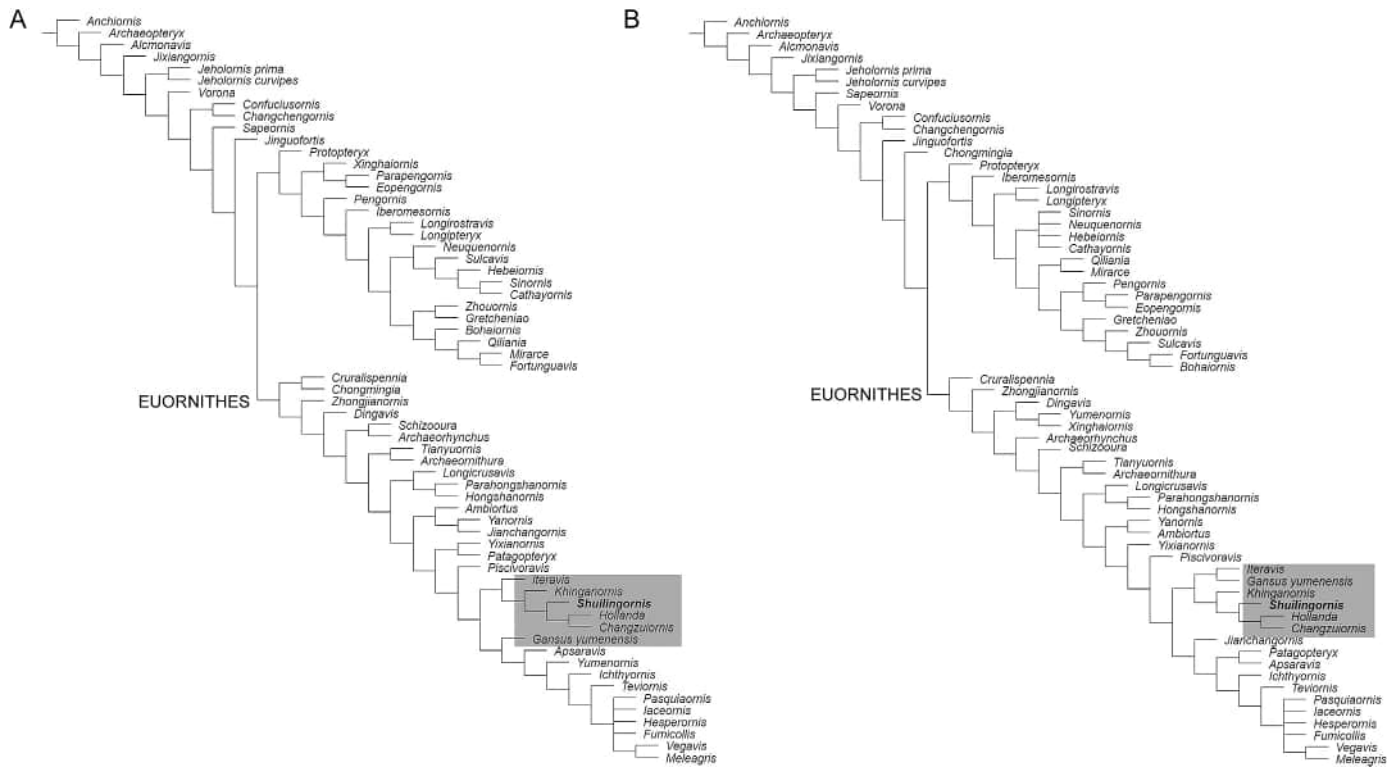 A
Anchiornis
Archaeopteryx
Alcmonavis
Jixiangornis
Jeholornis prima
Jeholornis curvipes
Vorona
Confuciusornis
Changchengornis
Sapeornis
Jinguofortis
Protopteryx
Xinghaiornis
Parapengornis
Eopengornis
Pengornis
Iberomesornis
Longirostravis
Longipteryx
Neuquenornis
Sulcavis
Hebeiornis
Sinornis
Cathayornis
Zhouornis
Gretcheniao
Bohaiornis
Qiliania
Mirarce
Fortunguavis
EUORNITHES
Cruralispennia
Chongmingia
Zhongjianornis
Dingavis
Schizooura
Archaeorhynchus
Tianyuornis
Archaeornithura
Longicrusavis
Parahongshanornis
Hongshanornis
Ambiortus
Yanornis
Jianchangornis
Yixianornis
Patagopteryx
Piscivoravis
Iteravis
Khinganornis
Shuilingornis
Hollanda
Changzuiornis
Gansus yumenensis
Apsaravis
Yumenornis
Ichthyornis
Teviornis
Pasquiaornis
Iaceornis
Hesperornis
Fumicollis
Vegavis
Meleagris
B
Anchiornis
Archaeopteryx
Alcmonavis
Jixiangornis
Jeholornis prima
Jeholornis curvipes
Sapeornis
Vorona
Confuciusornis
Changchengornis
Jinguofortis
Chongmingia
Protopteryx
Iberomesornis
Longirostravis
Longipteryx
Sinornis
Neuquenornis
Hebeiornis
Cathayornis
Qiliania
Mirarce
Pengornis
Parapengornis
Eopengornis
Gretcheniao
Zhouornis
Sulcavis
Fortunguavis
Bohaiornis
EUORNITHES
Cruralispennia
Zhongjianornis
Dingavis
Yumenornis
Xinghaiornis
Archaeorhynchus
Schizooura
Tianyuornis
Archaeornithura
Longicrusavis
Parahongshanornis
Hongshanornis
Yanornis
Ambiortus
Yixianornis
Piscivoravis
Iteravis
Gansus yumenensis
Khinganornis
Shuilingornis
Hollanda
Changzuiornis
Jianchangornis
Patagopteryx
Apsaravis
Ichthyornis
Teviornis
Pasquiaornis
Iaceornis
Hesperornis
Fumicollis
Vegavis
Meleagris